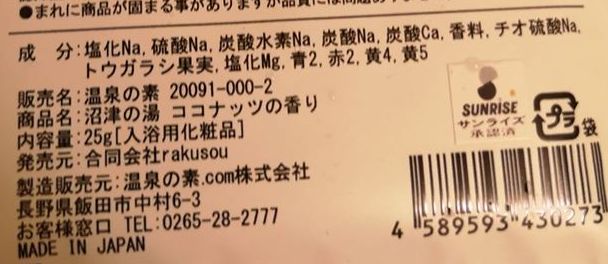 ●まれに商品が固まる事がありますが品質には問題あり
成　分:塩化Na, 硫酸Na, 炭酸水素Na, 炭酸Na, 炭酸Ca, 香料, チオ硫酸Na,
トウガラシ果実, 塩化Mg, 青2, 赤2, 黄4, 黄5
販売名:温泉の素 20091-000-2
商品名:沼津の湯 ココナッツの香り
内容量:25g[入浴用化粧品]
発売元:合同会社rakusou
製造販売元:温泉の素.com株式会社
長野県飯田市中村6-3
お客様窓口 TEL:0265-28-2777
MADE IN JAPAN
SUNRISE
サンライズ
承認済
プラ
袋
4 589593 430273